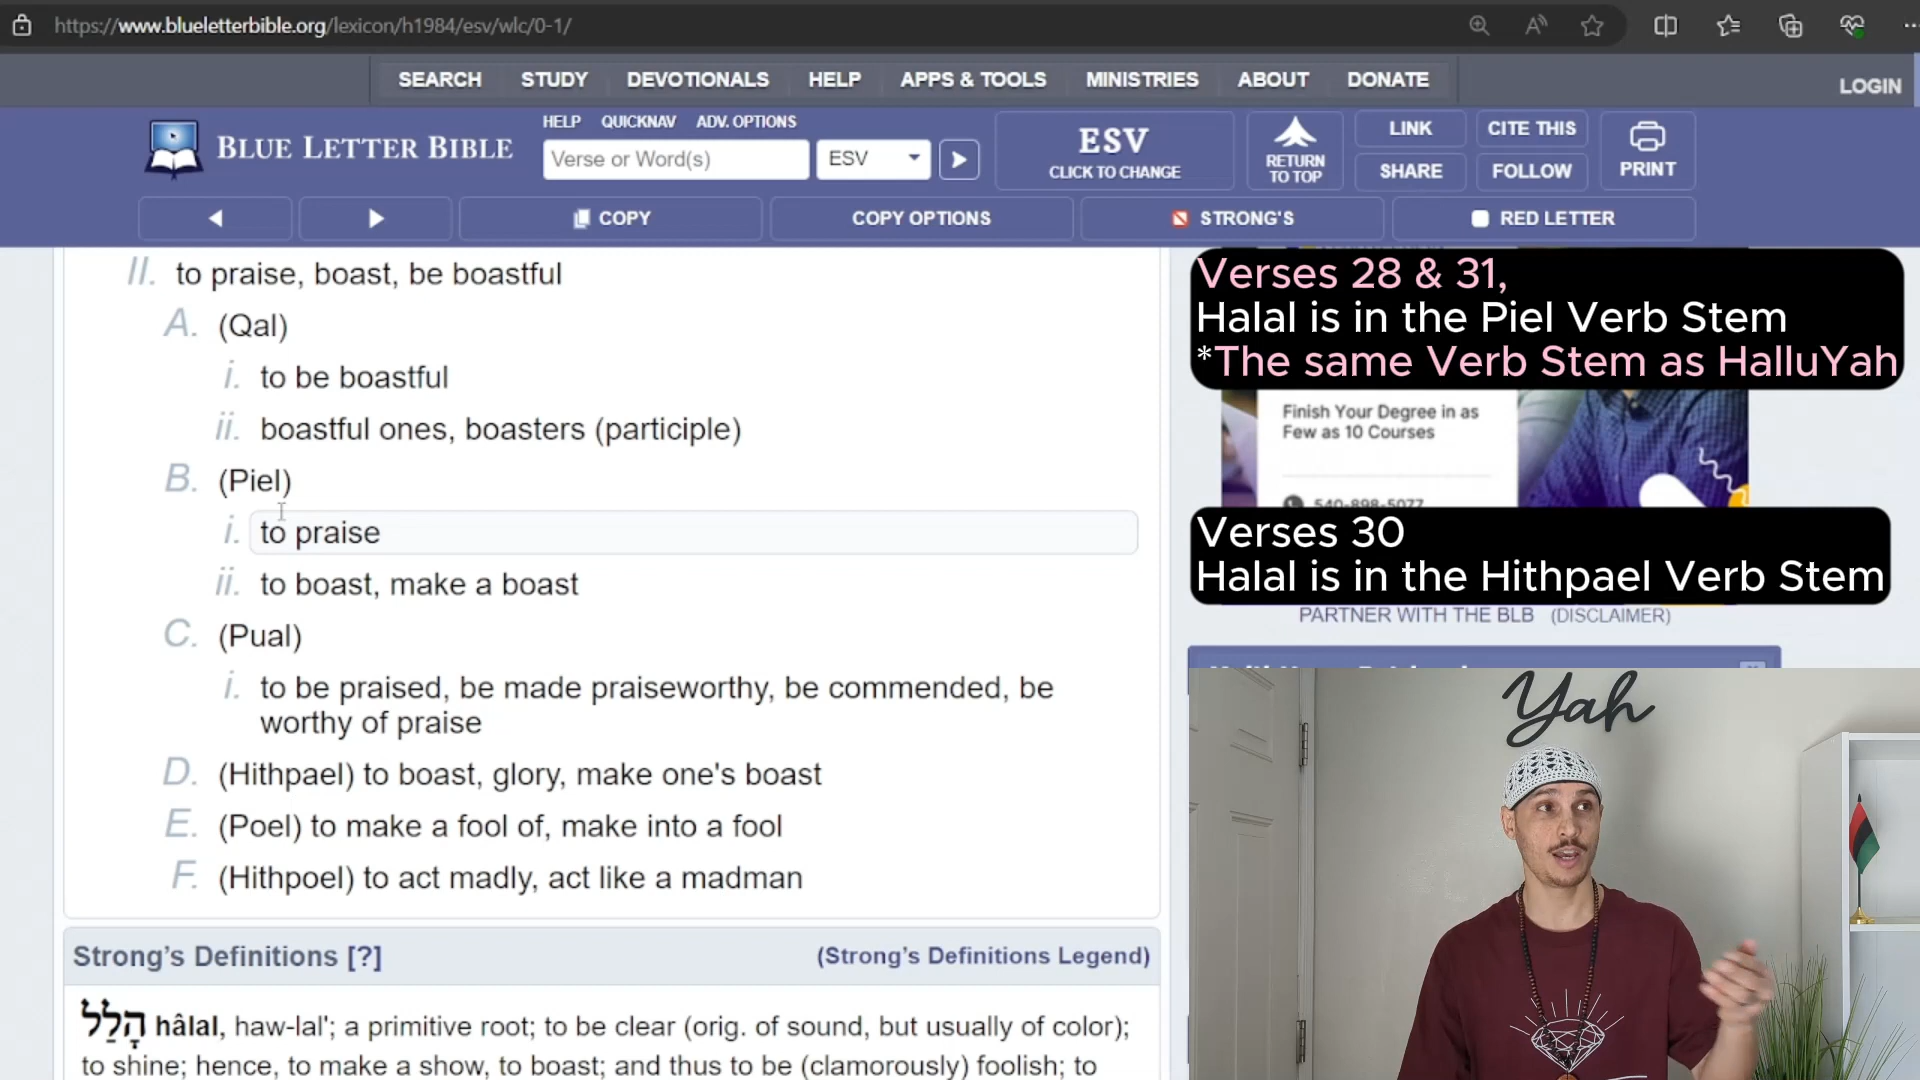 https://www.blueletterbible.org/lexicon/h1984/esv/wlc/0-1/
SEARCH STUDY DEVOTIONALS HELP APPS & TOOLS MINISTRIES ABOUT DONATE
LOGIN
BLUE LETTER BIBLE
HELP QUICKNAV ADV. OPTIONS
Verse or Word(s)
ESV
ESV
CLICK TO CHANGE
RETURN
TO TOP
LINK
CITE THIS
SHARE
FOLLOW
PRINT
COPY
COPY OPTIONS
STRONG'S
RED LETTER
II. to praise, boast, be boastful
A. (Qal)
i. to be boastful
ii. boastful ones, boasters (participle)
B. (Piel)
i. to praise
ii. to boast, make a boast
C. (Pual)
i. to be praised, be made praiseworthy, be commended, be
worthy of praise
D. (Hithpael) to boast, glory, make one's boast
E. (Poel) to make a fool of, make into a fool
F. (Hithpoel) to act madly, act like a madman
Strong's Definitions [?]
(Strong's Definitions Legend)
הָלַל hâlal, haw-lal'; a primitive root; to be clear (orig. of sound, but usually of color);
to shine; hence, to make a show, to boast; and thus to be (clamorously) foolish; to
Verses 28 & 31,
Halal is in the Piel Verb Stem
*The same Verb Stem as HalluYah
Finish Your Degree in as
Few as 10 Courses
540-898-5077
Verses 30
Halal is in the Hithpael Verb Stem
PARTNER WITH THE BLB (DISCLAIMER)
Yah